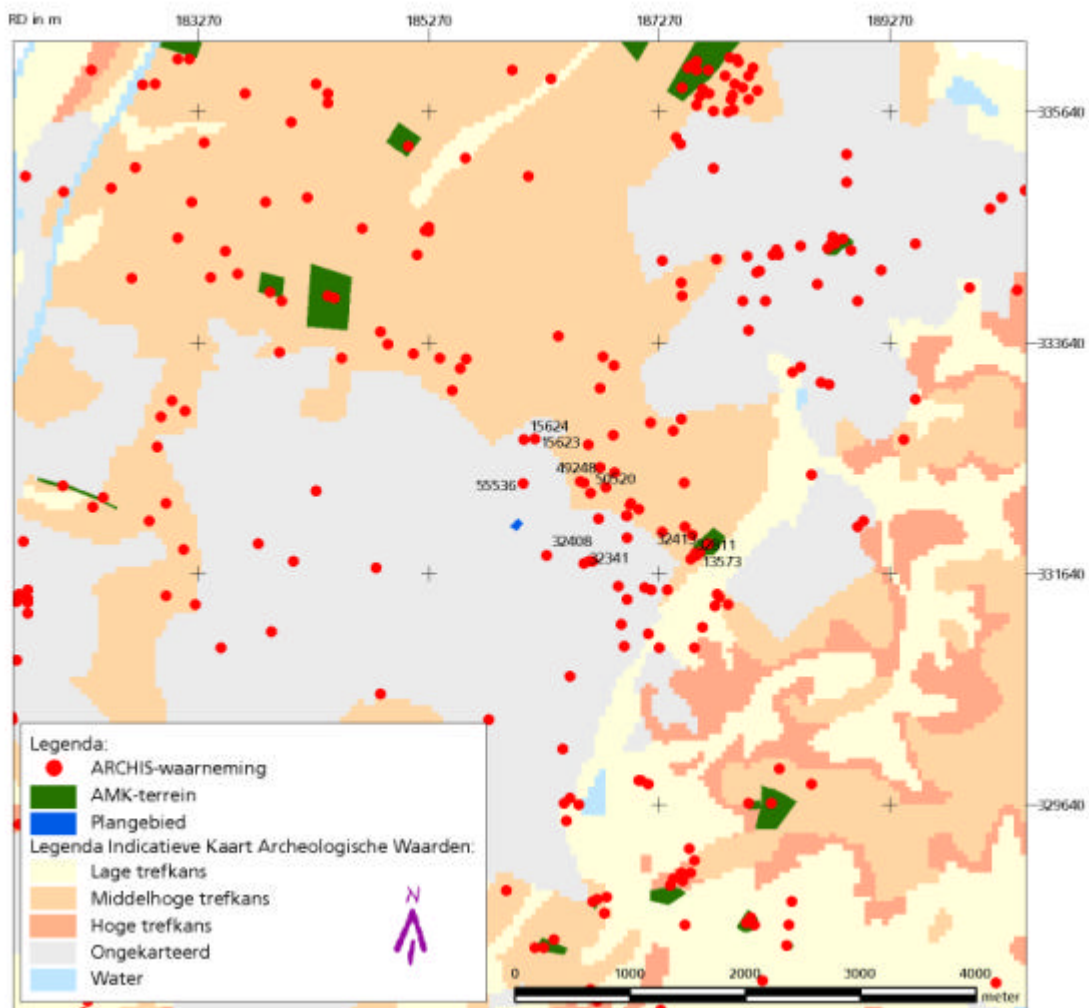 RD in m
183270 185270 187270 189270
335640
333640
15624
15623
49248
50520
55536
32408
32341
32413
13573
331640
329640
Legenda:
ARCHIS-waarneming
AMK-terrein
Plangebied
Legenda Indicatieve Kaart Archeologische Waarden:
Lage trefkans
Middelhoge trefkans
Hoge trefkans
Ongekarteerd
Water
N
0 1000 2000 3000 4000
meter